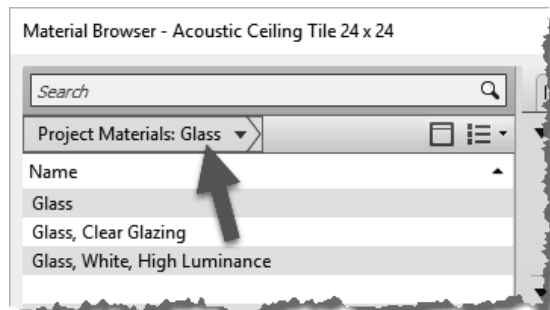 Material Browser - Acoustic Ceiling Tile 24 x 24
Search
Project Materials: Glass
Name
Glass
Glass, Clear Glazing
Glass, White, High Luminance